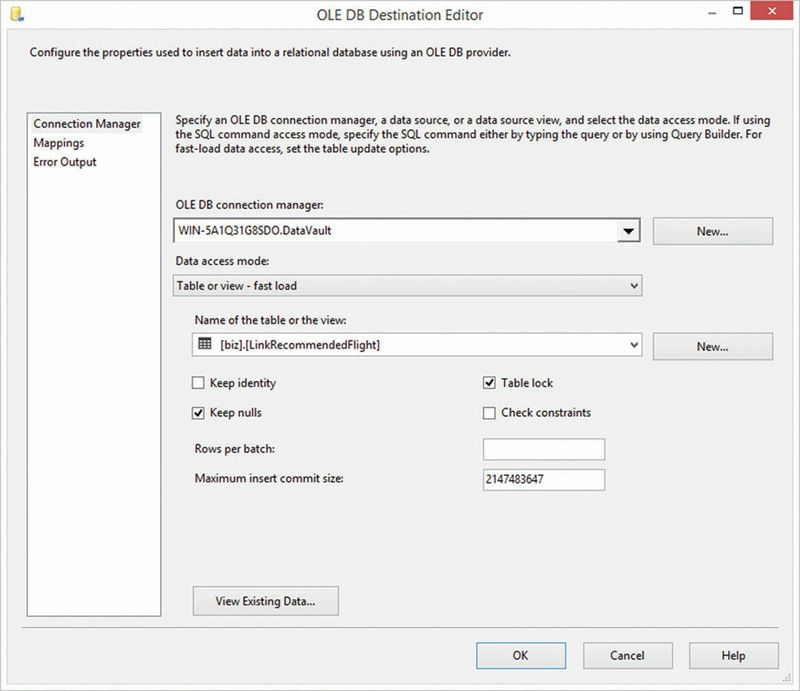 OLE DB Destination Editor
Configure the properties used to insert data into a relational database using an OLE DB provider.
Connection Manager
Mappings
Error Output
Specify an OLE DB connection manager, a data source, or a data source view, and select the data access mode. If using
the SQL command access mode, specify the SQL command either by typing the query or by using Query Builder. For
fast-load data access, set the table update options.
OLE DB connection manager:
WIN-5A1Q31G8SDO.DataVault
New...
Data access mode:
Table or view - fast load
Name of the table or the view:
[biz].[LinkRecommendedFlight]
New...
Keep identity
Table lock
Keep nulls
Check constraints
Rows per batch:
Maximum insert commit size:
2147483647
View Existing Data...
OK
Cancel
Help